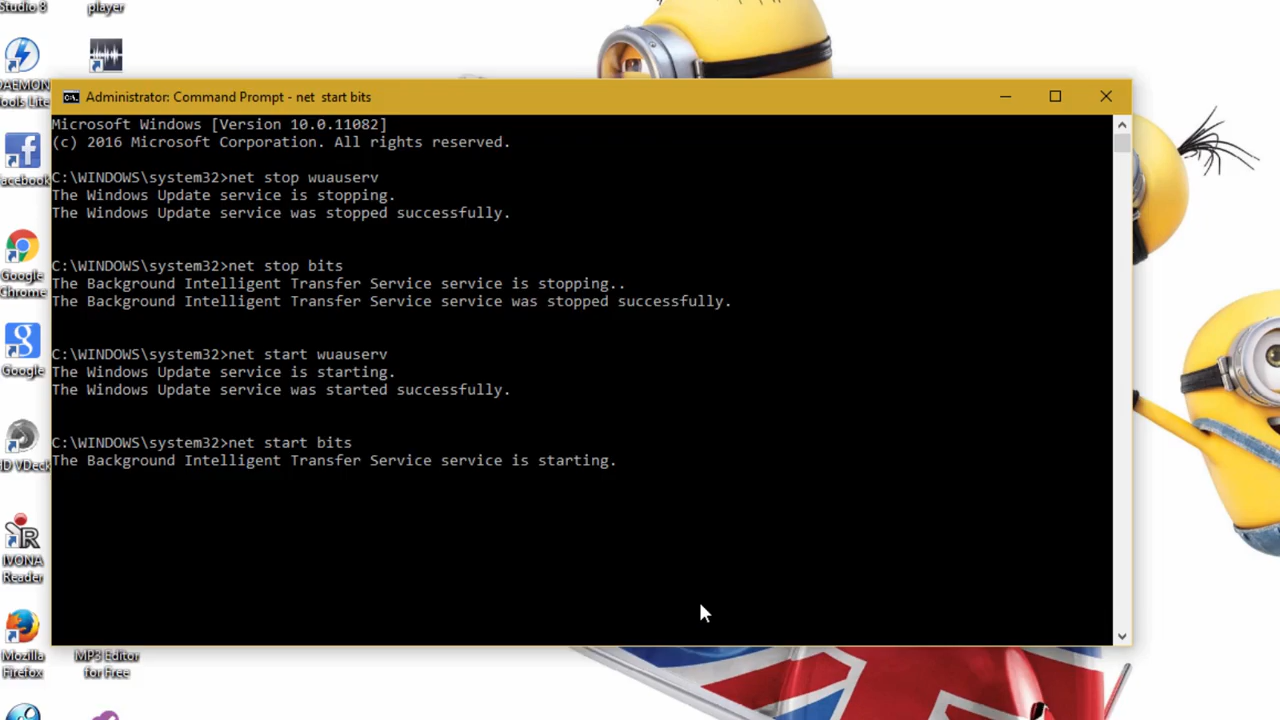 Studio 8
player
Administrator: Command Prompt - net  start bits
Microsoft Windows [Version 10.0.11082]
(c) 2016 Microsoft Corporation. All rights reserved.
C:\WINDOWS\system32>net stop wuauserv
The Windows Update service is stopping.
The Windows Update service was stopped successfully.
C:\WINDOWS\system32>net stop bits
The Background Intelligent Transfer Service service is stopping..
The Background Intelligent Transfer Service service was stopped successfully.
C:\WINDOWS\system32>net start wuauserv
The Windows Update service is starting.
The Windows Update service was started successfully.
C:\WINDOWS\system32>net start bits
The Background Intelligent Transfer Service service is starting.
DAEMON
Tools Lite
Facebook
Google
Chrome
Google
HD VDeck
IVONA
Reader
Mozilla
Firefox
MP3 Editor
for Free